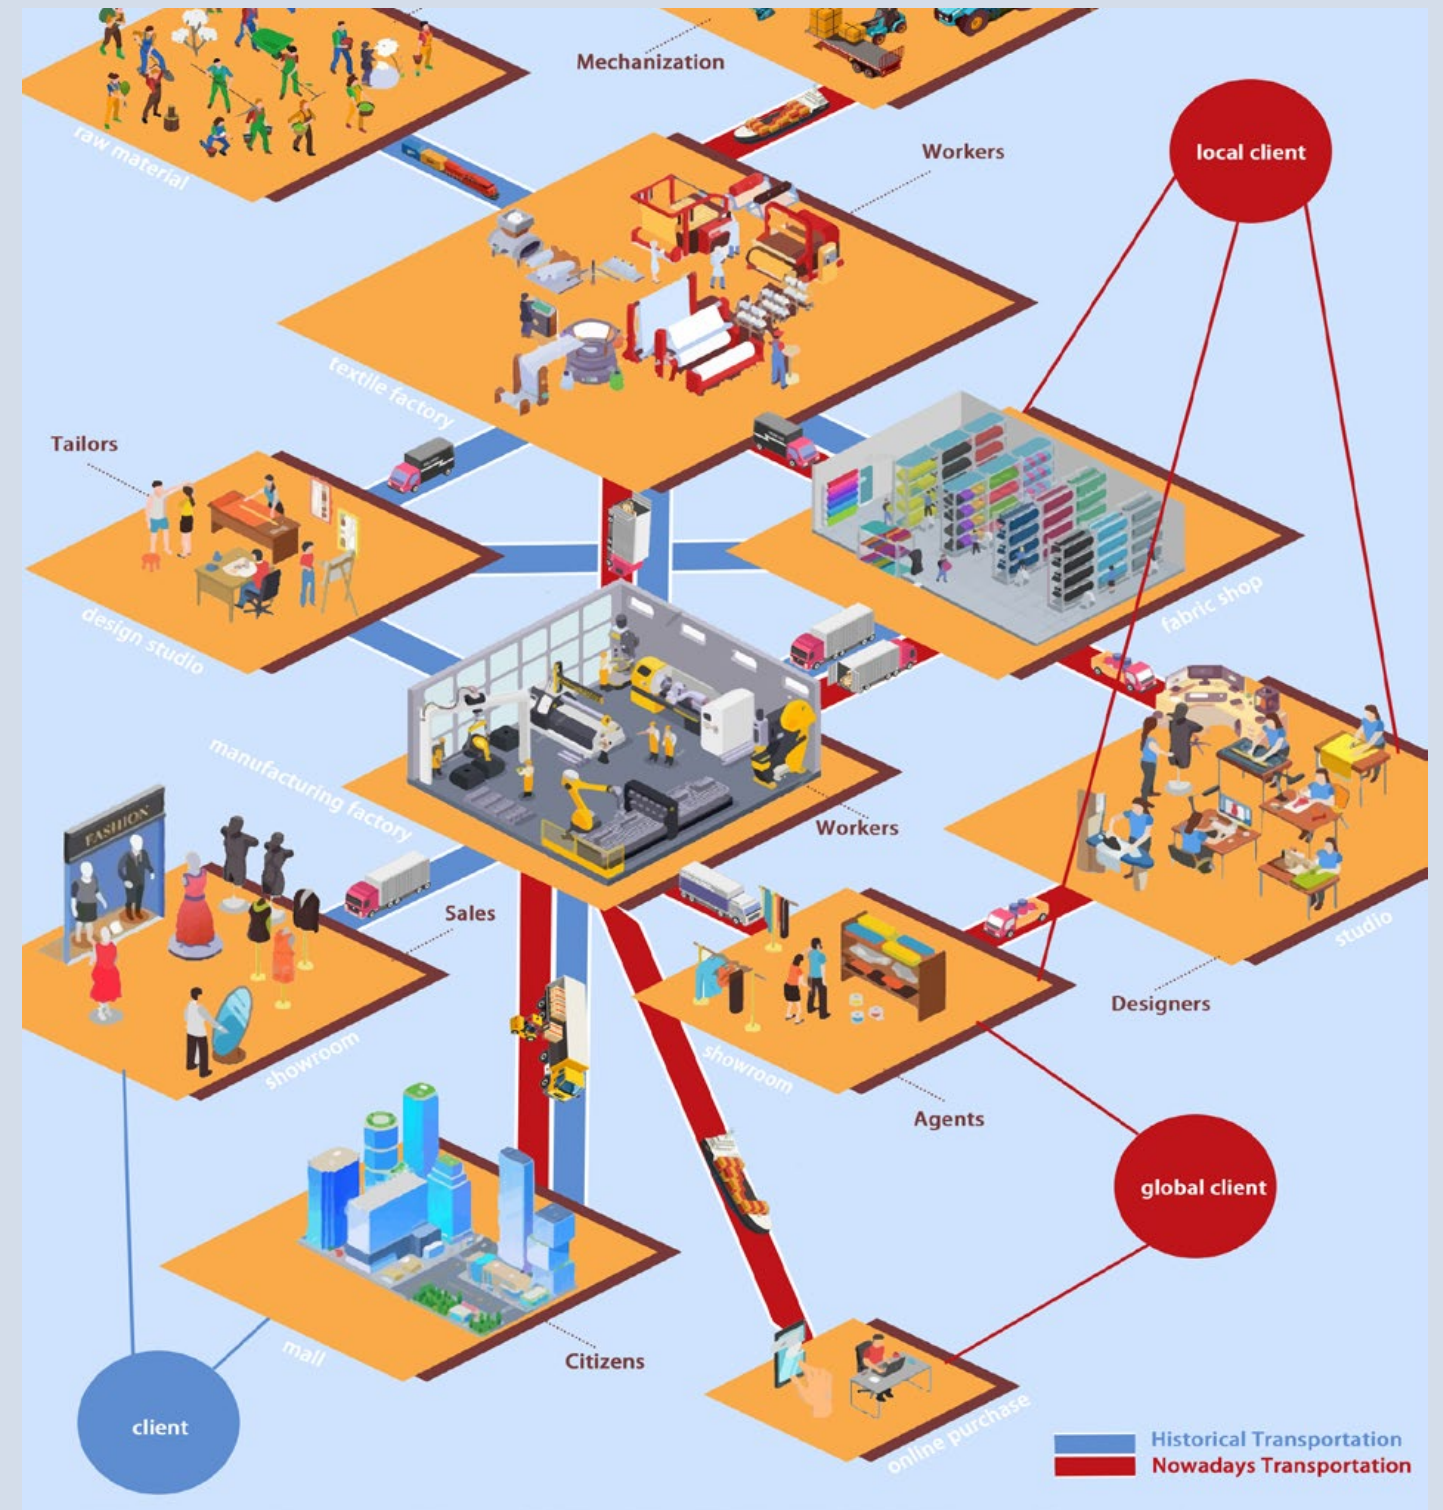 Mechanization
raw material
Workers
local client
textile factory
Tailors
design studio
fabric shop
manufacturing factory
Workers
FASHION
Sales
studio
Designers
showroom
showroom
Agents
global client
mall
Citizens
client
online purchase
Historical Transportation
Nowadays Transportation